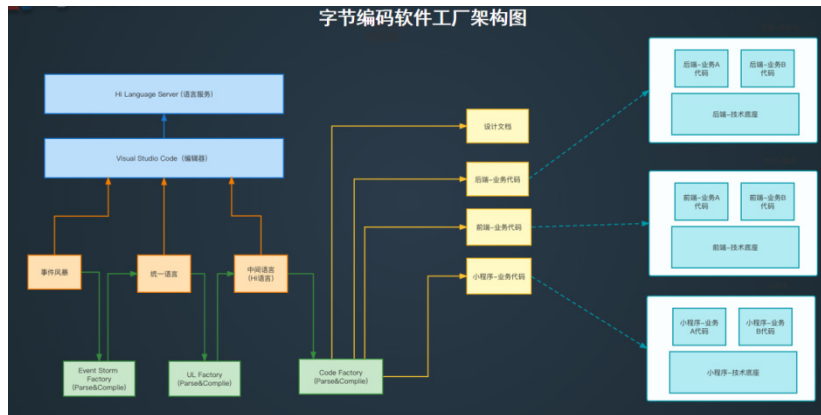 字节编码软件工厂架构图
Hi Language Server (语言服务)
Visual Studio Code（编辑器）
事件风暴
统一语言
中间语言
(Hi语言)
Event Storm
Factory
(Parse&Complie)
UL Factory
(Parse&Complie)
Code Factory
(Parse&Complie)
设计文档
后端-业务代码
前端-业务代码
小程序-业务代码
后端-业务A
代码
后端-业务B
代码
后端-技术底座
前端-业务A
代码
前端-业务B
代码
前端-技术底座
小程序-业务
A代码
小程序-业务
B代码
小程序-技术底座